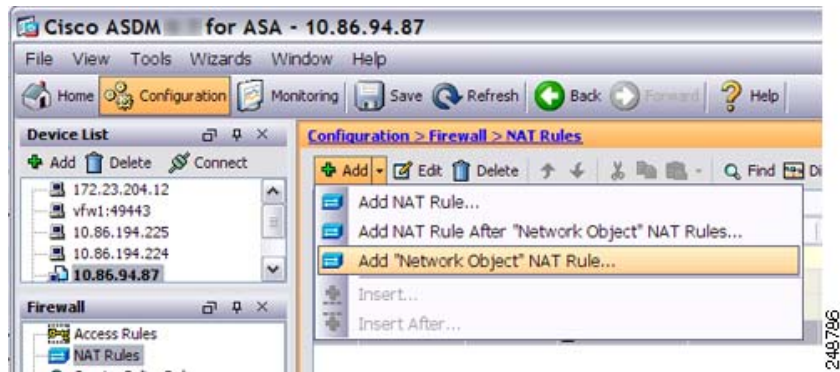 Cisco ASDM for ASA - 10.86.94.87
File View Tools Wizards Window Help
Home Configuration Monitoring Save Refresh Back Forward Help
Device List
Add Delete Connect
172.23.204.12
vfw1:49443
10.86.194.225
10.86.194.224
10.86.94.87
Firewall
Access Rules
NAT Rules
Configuration > Firewall > NAT Rules
Add Edit Delete Find Di
Add NAT Rule...
Add NAT Rule After "Network Object" NAT Rules...
Add "Network Object" NAT Rule...
Insert...
Insert After...
248786